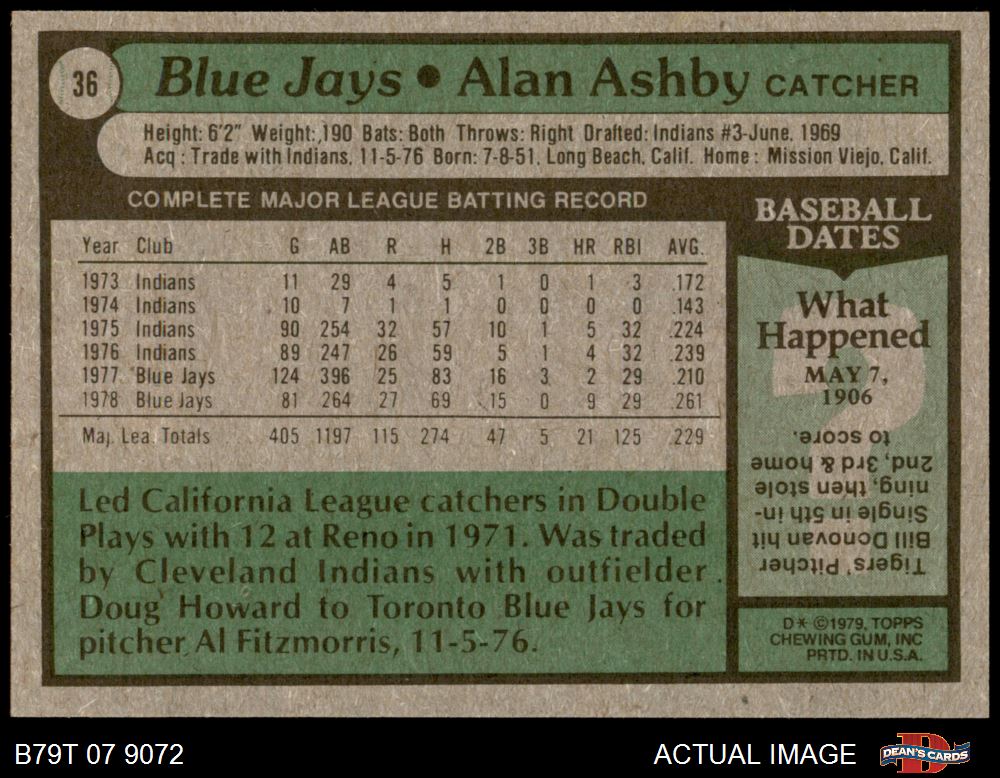 36
Blue Jays • Alan Ashby CATCHER
Height: 6'2" Weight: 190 Bats: Both Throws: Right Drafted: Indians #3-June, 1969
Acq : Trade with Indians, 11-5-76 Born: 7-8-51, Long Beach, Calif. Home : Mission Viejo, Calif.
COMPLETE MAJOR LEAGUE BATTING RECORD
Year Club G AB R H 2B 3B HR RBI AVG.
1973 Indians 11 29 4 5 1 0 1 3 .172
1974 Indians 10 7 1 1 0 0 0 0 .143
1975 Indians 90 254 32 57 10 1 5 32 .224
1976 Indians 89 247 26 59 5 1 4 32 .239
1977 Blue Jays 124 396 25 83 16 3 2 29 .210
1978 Blue Jays 81 264 27 69 15 0 9 29 .261
Maj. Lea. Totals 405 1197 115 274 47 5 21 125 .229
Led California League catchers in Double
Plays with 12 at Reno in 1971. Was traded
by Cleveland Indians with outfielder
Doug Howard to Toronto Blue Jays for
pitcher Al Fitzmorris, 11-5-76.
BASEBALL
DATES
What
Happened
MAY 7,
1906
Tigers' Pitcher
Bill Donovan hit
Single in 5th in-
ning, then stole
2nd, 3rd & home
to score.
D* ©1979, TOPPS
CHEWING GUM, INC
PRTD. IN U.S.A.
B79T 07 9072
ACTUAL IMAGE
DEAN'S CARDS